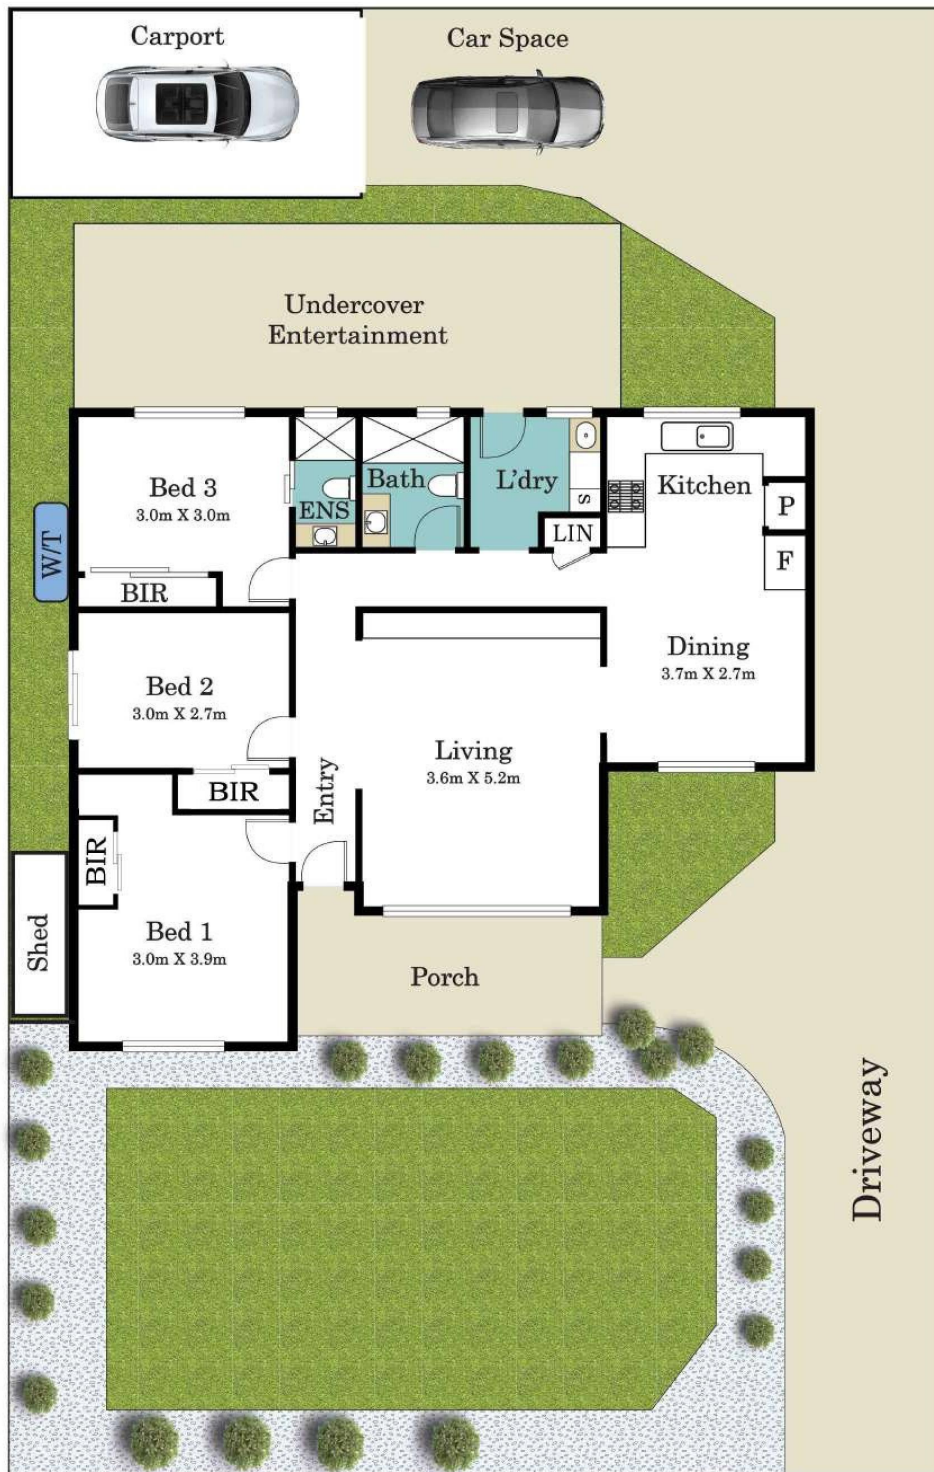 Carport
Car Space
Undercover
Entertainment
Bed 3
3.0m X 3.0m
ENS
Bath
L'dry
S
LIN
Kitchen
P
F
W/T
BIR
Dining
3.7m X 2.7m
Bed 2
3.0m X 2.7m
BIR
Entry
Living
3.6m X 5.2m
BIR
Bed 1
3.0m X 3.9m
Shed
Porch
Driveway